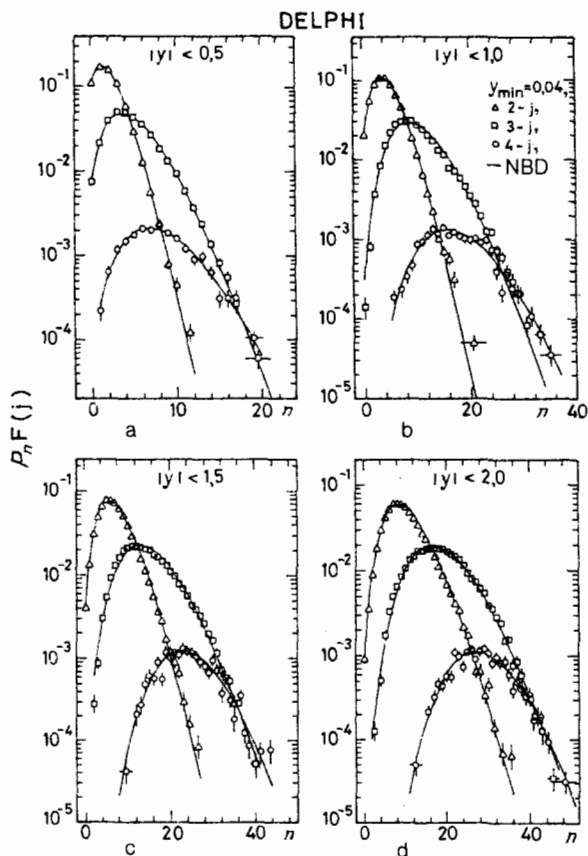 DELPHI
|y| < 0,5
10⁻¹
10⁻²
10⁻³
10⁻⁴
0 10 20 n
a
|y| < 1,0
y_min=0,04,
△ 2-j,
□ 3-j,
○ 4-j,
— NBD
10⁻¹
10⁻²
10⁻³
10⁻⁴
10⁻⁵
0 10 20 30 n 40
b
P_n F(j)
|y| < 1,5
10⁻¹
10⁻²
10⁻³
10⁻⁴
10⁻⁵
0 20 40 n
c
|y| < 2,0
10⁻¹
10⁻²
10⁻³
10⁻⁴
10⁻⁵
0 20 40 n
d